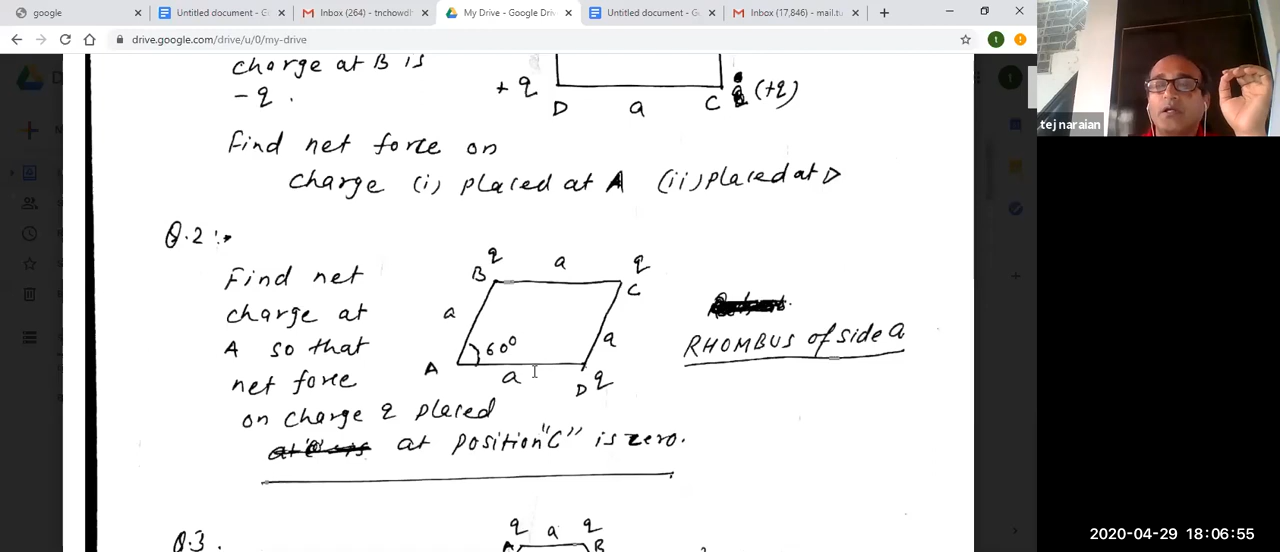 google
Untitled document - G
Inbox (264) - tnchowdh
My Drive - Google Driv
Untitled document - Go
Inbox (17,846) - mail.tu
drive.google.com/drive/u/0/my-drive
t
charge at B is
- q .
+ q
D
a
C
(+q)
Find net force on
charge (i) placed at A (ii) placed at D
Q.2 :-
Find net
charge at
A so that
net force
on charge q placed
at position "C" is zero.
q
B
a
q
C
a
60°
a
A
a
D
q
RHOMBUS of side a
Q.3.
q
a
q
A
B
tej naraian
2020-04-29 18:06:55